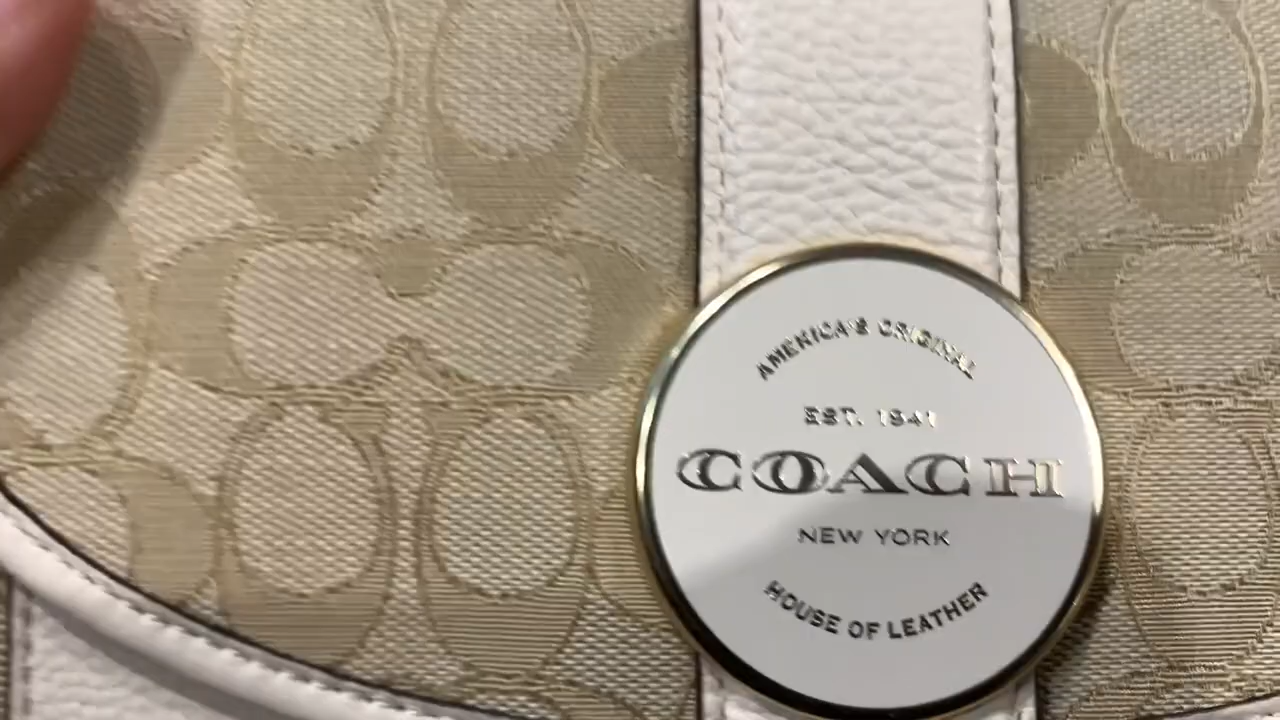 AMERICA'S ORIGINAL
EST. 1941
COACH
NEW YORK
HOUSE OF LEATHER